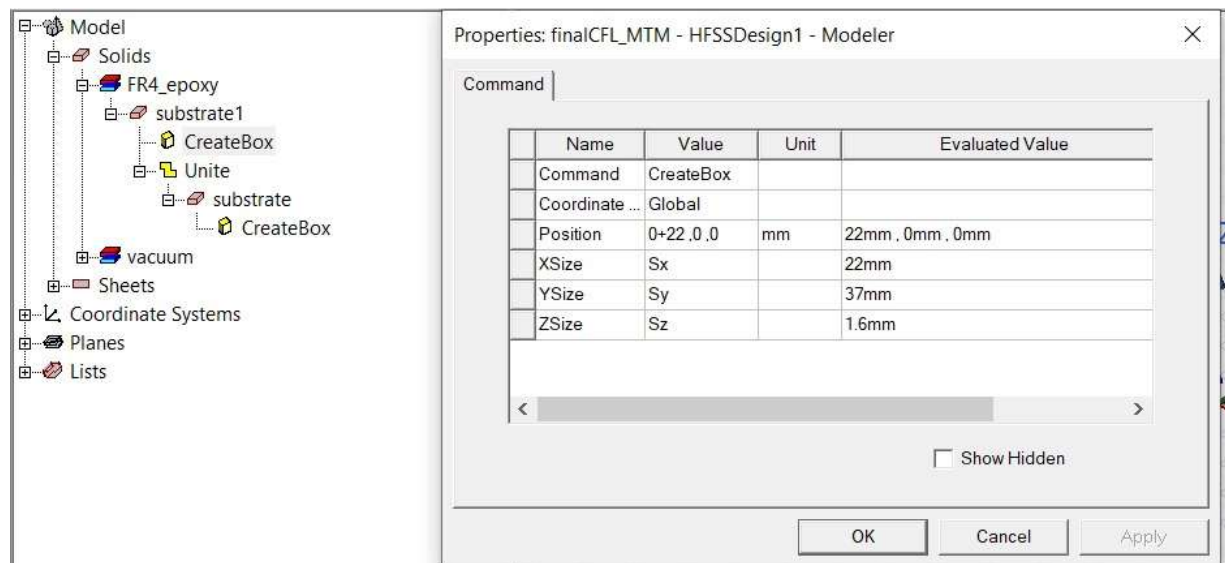 Model
Solids
FR4_epoxy
substrate1
CreateBox
Unite
substrate
CreateBox
vacuum
Sheets
Coordinate Systems
Planes
Lists
Properties: finalCFL_MTM - HFSSDesign1 - Modeler
Command
Name Value Unit Evaluated Value
Command CreateBox
Coordinate ... Global
Position 0+22 ,0 ,0 mm 22mm , 0mm , 0mm
XSize Sx 22mm
YSize Sy 37mm
ZSize Sz 1.6mm
Show Hidden
OK Cancel Apply